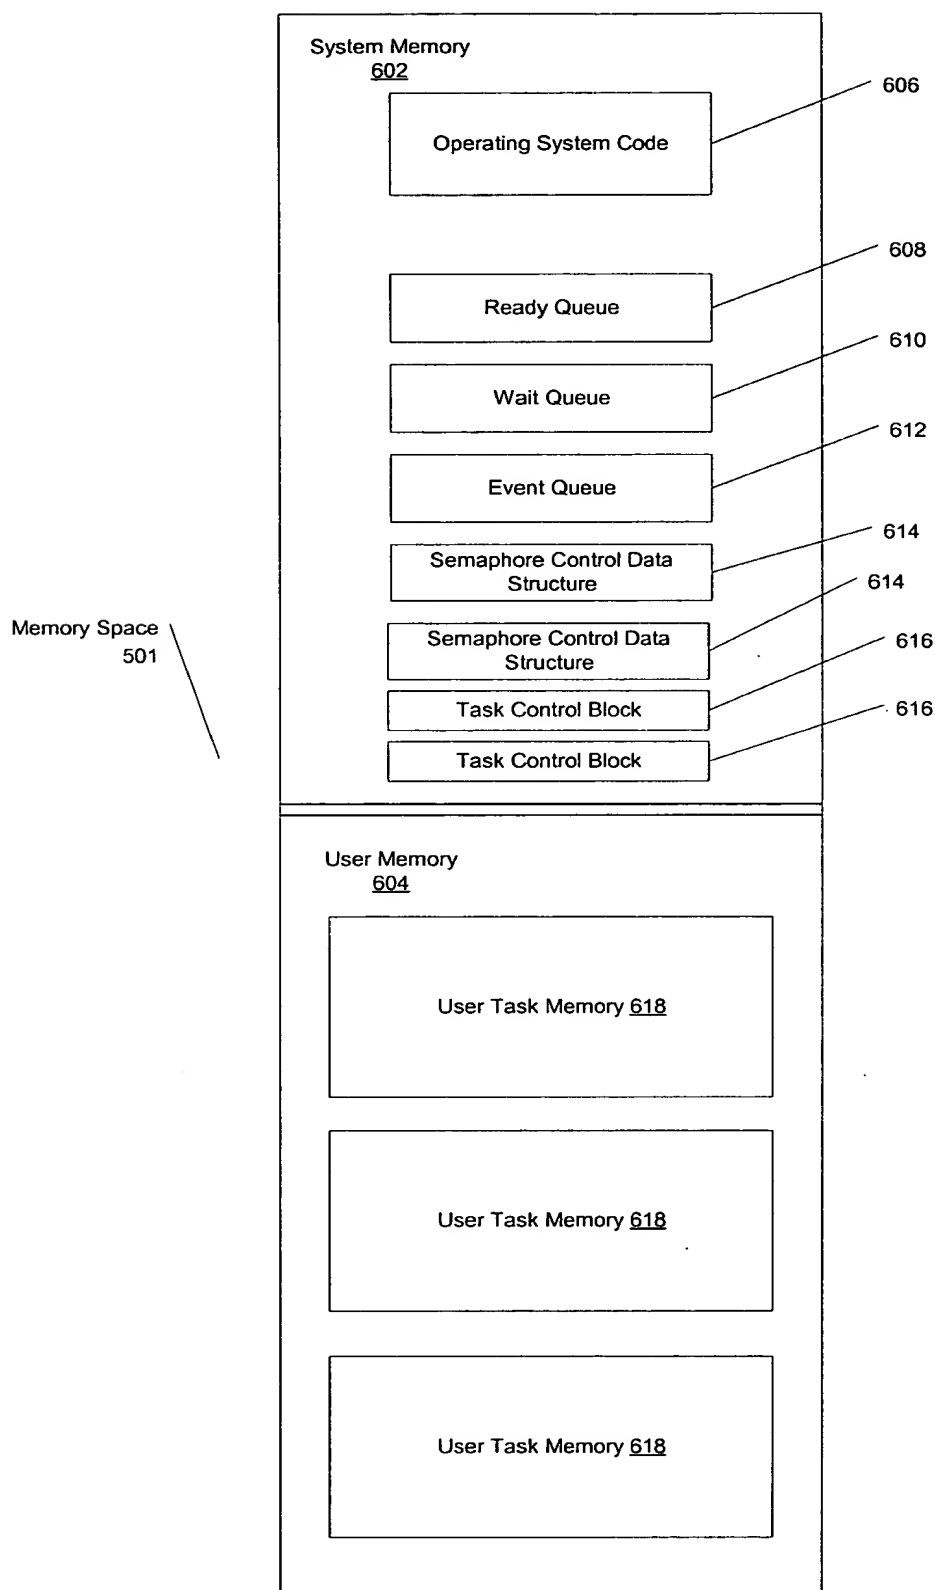 System Memory
602
606
Operating System Code
608
Ready Queue
610
Wait Queue
612
Event Queue
614
Semaphore Control Data
Structure
614
Memory Space
501
Semaphore Control Data
Structure
616
Task Control Block
616
Task Control Block
User Memory
604
User Task Memory 618
User Task Memory 618
User Task Memory 618